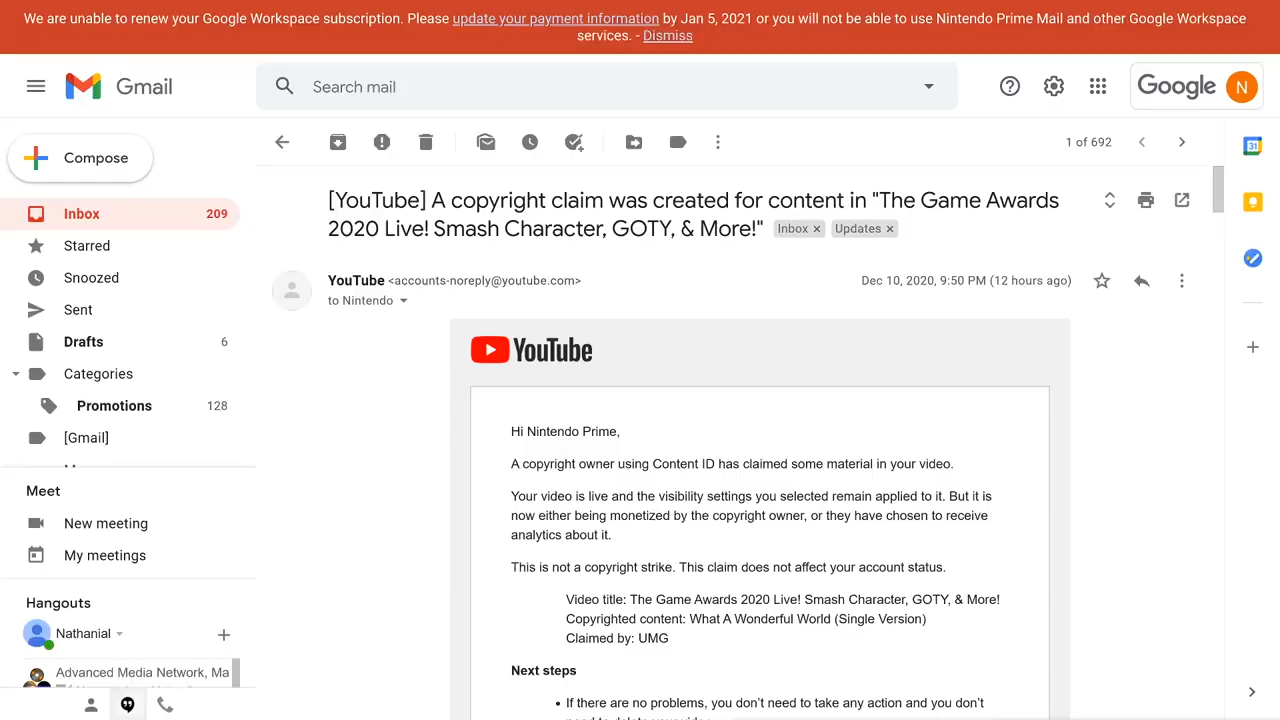 We are unable to renew your Google Workspace subscription. Please update your payment information by Jan 5, 2021 or you will not be able to use Nintendo Prime Mail and other Google Workspace
services. - Dismiss
Gmail
Search mail
Google
N
Compose
1 of 692
31
Inbox
209
Starred
Snoozed
Sent
Drafts
6
Categories
Promotions
128
[Gmail]
Meet
New meeting
My meetings
Hangouts
Nathanial
Advanced Media Network, Ma
[YouTube] A copyright claim was created for content in "The Game Awards
2020 Live! Smash Character, GOTY, & More!" Inbox x Updates x
YouTube <accounts-noreply@youtube.com>
Dec 10, 2020, 9:50 PM (12 hours ago)
to Nintendo
YouTube
Hi Nintendo Prime,
A copyright owner using Content ID has claimed some material in your video.
Your video is live and the visibility settings you selected remain applied to it. But it is
now either being monetized by the copyright owner, or they have chosen to receive
analytics about it.
This is not a copyright strike. This claim does not affect your account status.
Video title: The Game Awards 2020 Live! Smash Character, GOTY, & More!
Copyrighted content: What A Wonderful World (Single Version)
Claimed by: UMG
Next steps
• If there are no problems, you don't need to take any action and you don't